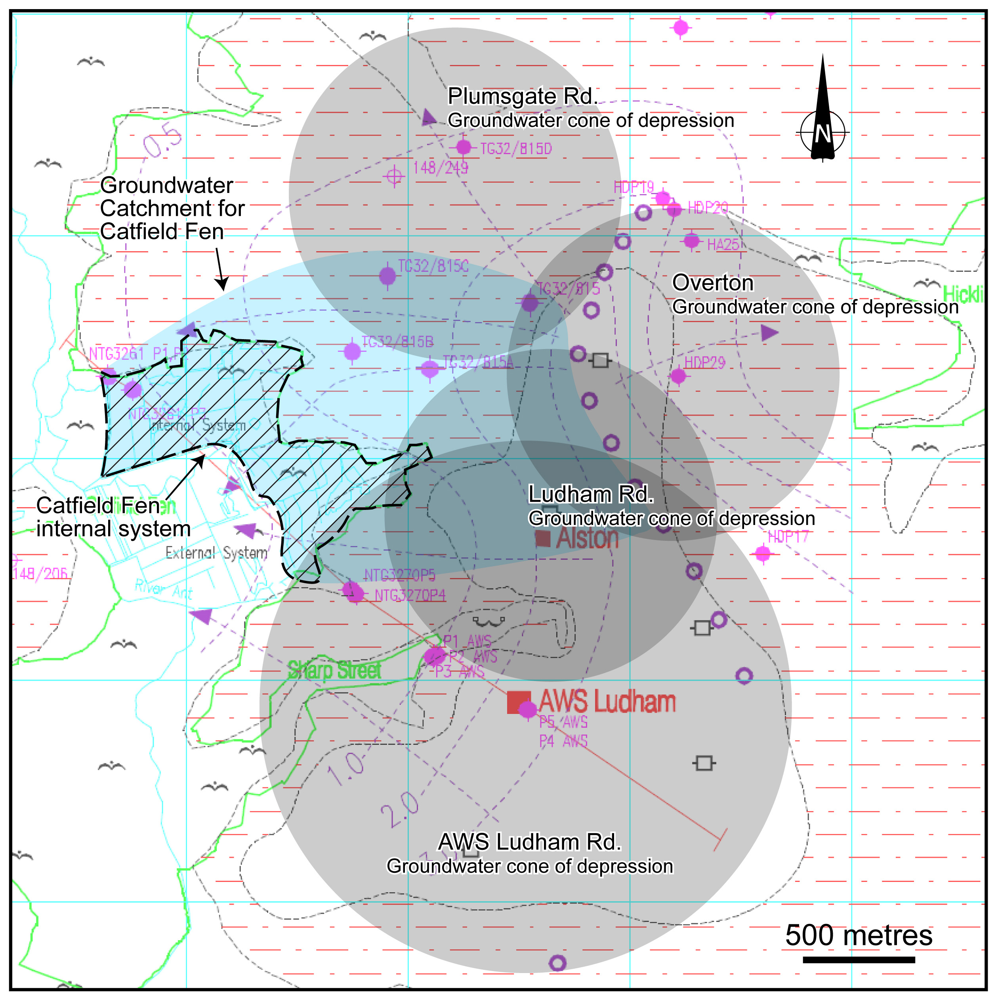 Plumsgate Rd.
Groundwater cone of depression
N
0.5
TG32/815D
148/249
Groundwater
Catchment for
Catfield Fen
HDP19
HDP20
HA25
TG32/815C
TG32/815
Overton
Groundwater cone of depression
Hickli
TG32/815B
NTG3261 P1,P
TG32/815A
HDP29
NTG3261 P3
Internal System
Ludham Rd.
Groundwater cone of depression
Catfield Fen
internal system
Alston
HDP17
External System
148/206
NTG3270P5
NTG3270P4
River Ant
P1 AWS
P2 AWS
P3 AWS
Sharp Street
AWS Ludham
P5 AWS
P4 AWS
1.0
2.0
AWS Ludham Rd.
Groundwater cone of depression
500 metres